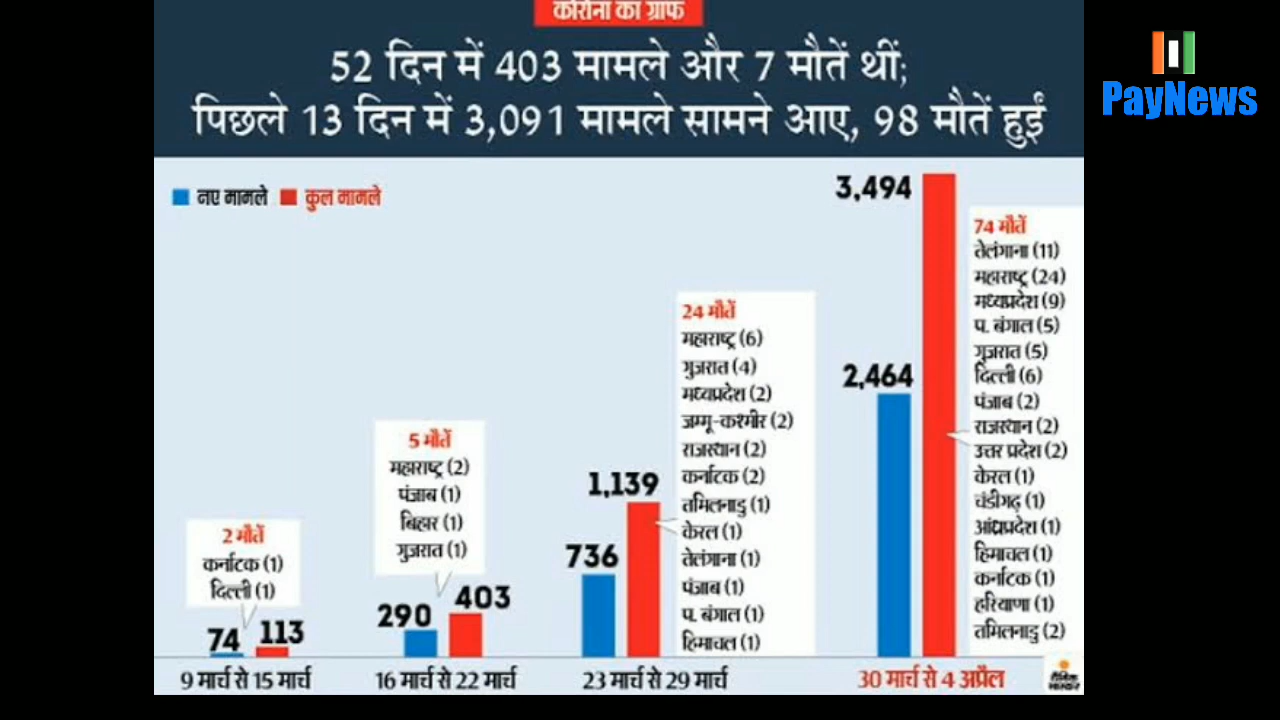 कोरोना का ग्राफ
52 दिन में 403 मामले और 7 मौतें थीं;
पिछले 13 दिन में 3,091 मामले सामने आए, 98 मौतें हुईं
PayNews
नए मामले
कुल मामले
2 मौतें
कर्नाटक (1)
दिल्ली (1)
74
113
9 मार्च से 15 मार्च
5 मौतें
महाराष्ट्र (2)
पंजाब (1)
बिहार (1)
गुजरात (1)
290
403
16 मार्च से 22 मार्च
24 मौतें
महाराष्ट्र (6)
गुजरात (4)
मध्यप्रदेश (2)
जम्मू-कश्मीर (2)
राजस्थान (2)
कर्नाटक (2)
तमिलनाडु (1)
केरल (1)
तेलंगाना (1)
पंजाब (1)
प. बंगाल (1)
हिमाचल (1)
736
1,139
23 मार्च से 29 मार्च
74 मौतें
तेलंगाना (11)
महाराष्ट्र (24)
मध्यप्रदेश (9)
प. बंगाल (5)
गुजरात (5)
दिल्ली (6)
पंजाब (2)
राजस्थान (2)
उत्तर प्रदेश (2)
केरल (1)
चंडीगढ़ (1)
आंध्रप्रदेश (1)
हिमाचल (1)
कर्नाटक (1)
हरियाणा (1)
तमिलनाडु (2)
2,464
3,494
30 मार्च से 4 अप्रैल
दैनिक
भास्कर